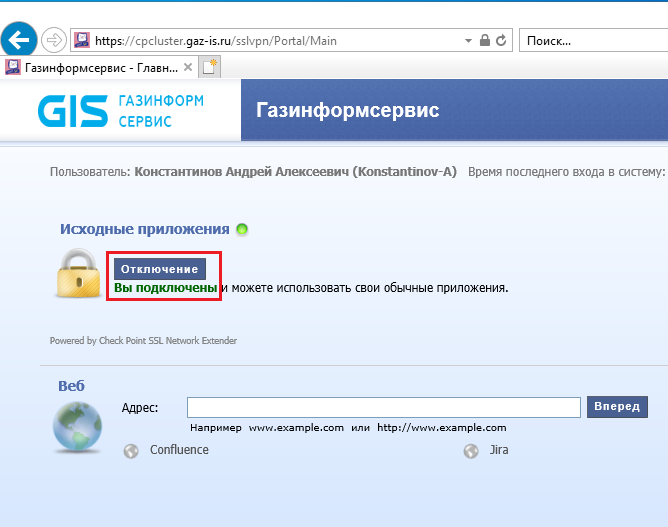 https://cpcluster.gaz-is.ru/sslvpn/Portal/Main
Поиск...
Газинформсервис - Главн...
GIS ГАЗИНФОРМ СЕРВИС
Газинформсервис
Пользователь: Константинов Андрей Алексеевич (Konstantinov-A) Время последнего входа в систему:
Исходные приложения
Отключение
Вы подключены и можете использовать свои обычные приложения.
Powered by Check Point SSL Network Extender
Веб
Адрес:
Вперед
Например www.example.com или http://www.example.com
Confluence
Jira